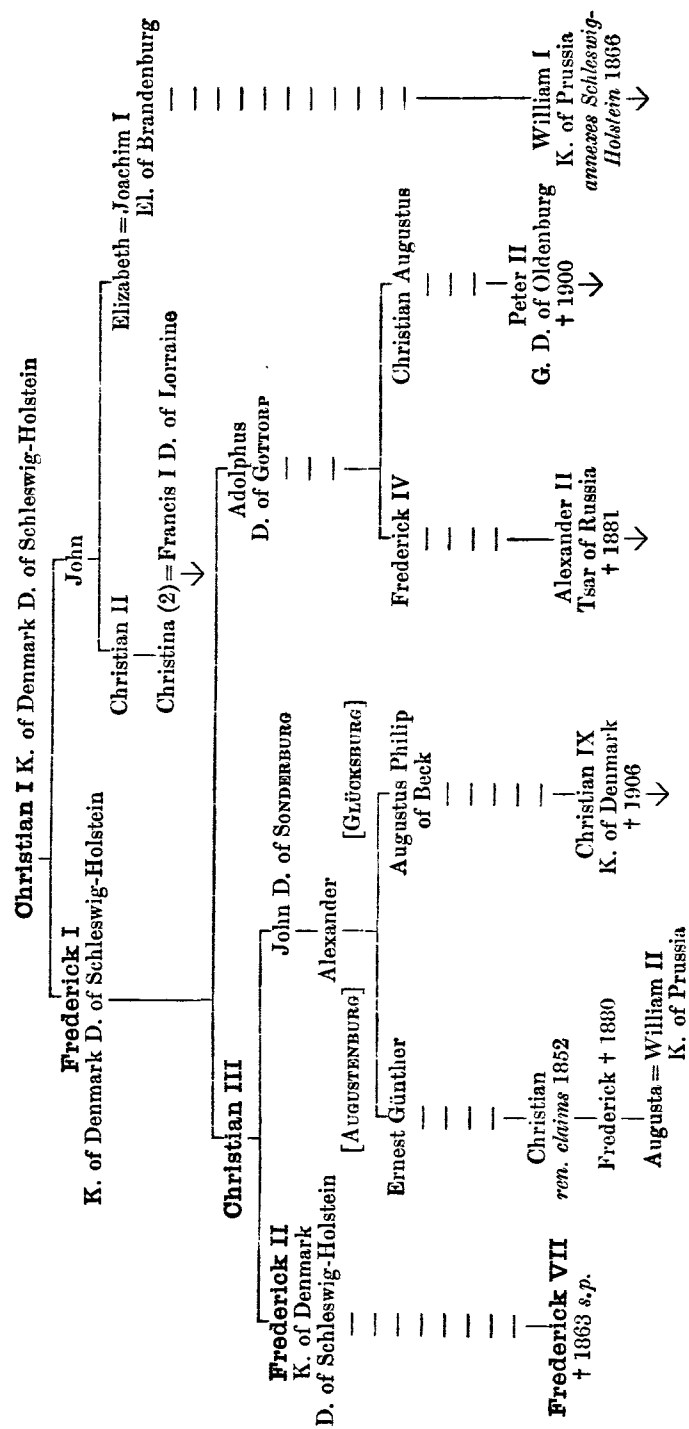 Christian I K. of Denmark D. of Schleswig-Holstein
Frederick I
K. of Denmark D. of Schleswig-Holstein
John
Christian II
Elizabeth=Joachim I
El. of Brandenburg
Christina (2)=Francis I D. of Lorraine
Christian III
Adolphus
D. of GOTTORP
Frederick II
K. of Denmark
D. of Schleswig-Holstein
John D. of SONDERBURG
Alexander
[AUGUSTENBURG]
[GLÜCKSBURG]
Ernest Günther
Augustus Philip
of Beck
Frederick IV
Christian Augustus
Frederick VII
† 1863 s.p.
Christian
ren. claims 1852
Frederick † 1880
Augusta=William II
K. of Prussia
Christian IX
K. of Denmark
† 1906
Alexander II
Tsar of Russia
† 1881
Peter II
G. D. of Oldenburg
† 1900
William I
K. of Prussia
annexes Schleswig-
Holstein 1866